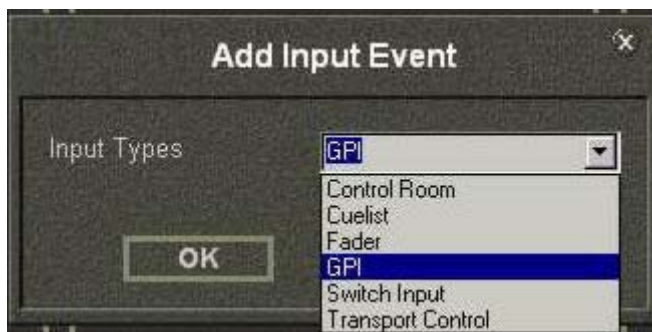 Add Input Event
Input Types
GPI
Control Room
Cuelist
Fader
GPI
Switch Input
Transport Control
OK